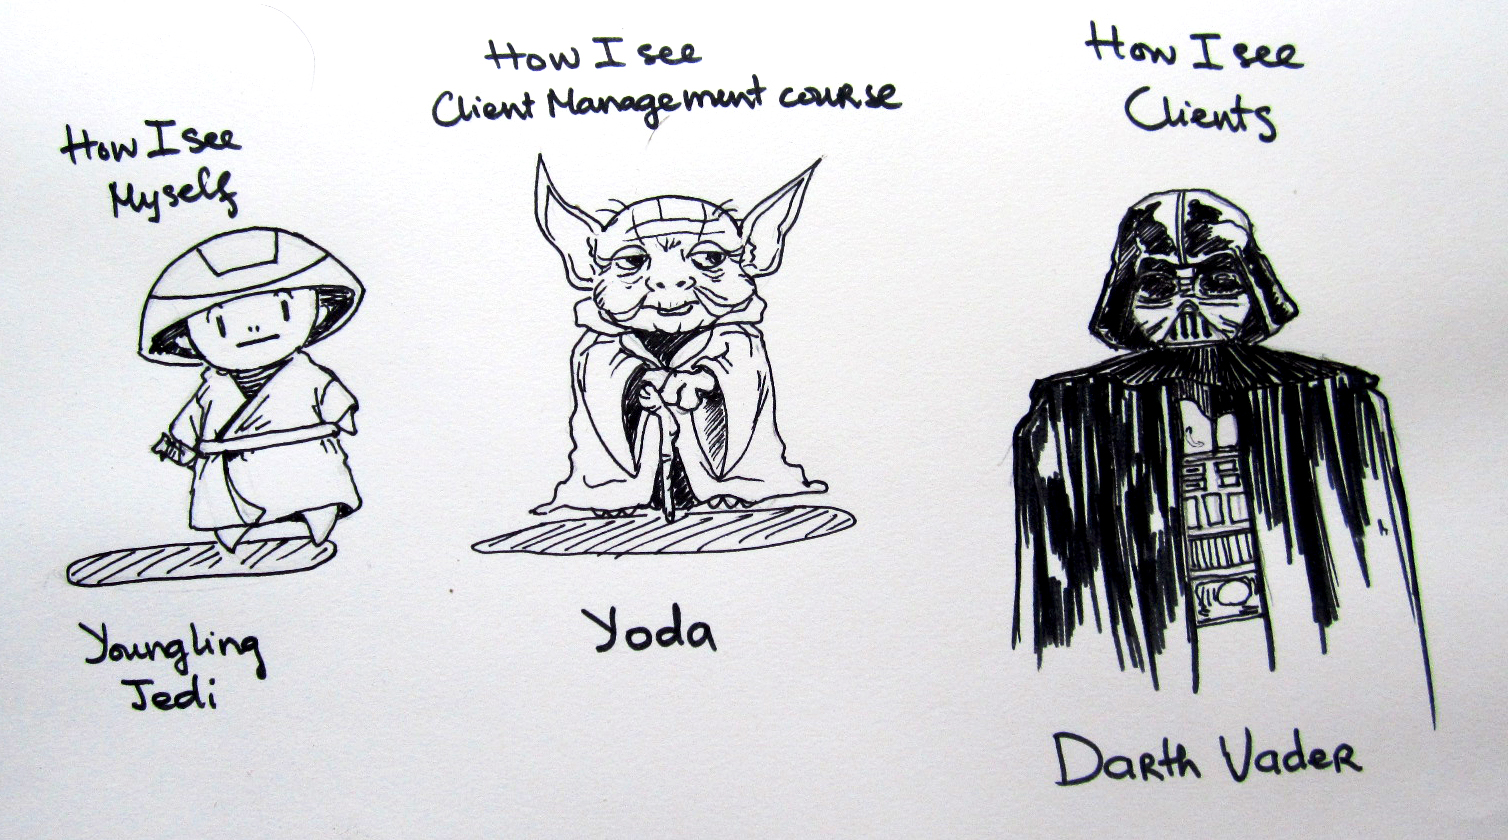 How I see
Myself
Youngling
Jedi
How I see
Client Management course
Yoda
How I see
Clients
Darth Vader